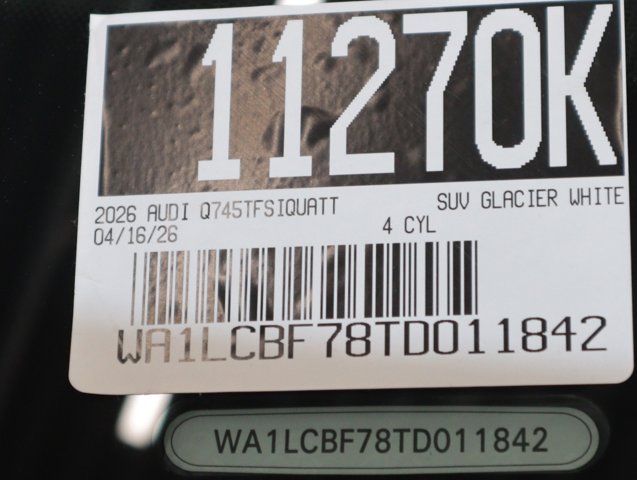 11270K
2026 AUDI Q745TFSIQUATT SUV GLACIER WHITE
04/16/26 4 CYL
WA1LCBF78TD011842
WA1LCBF78TD011842